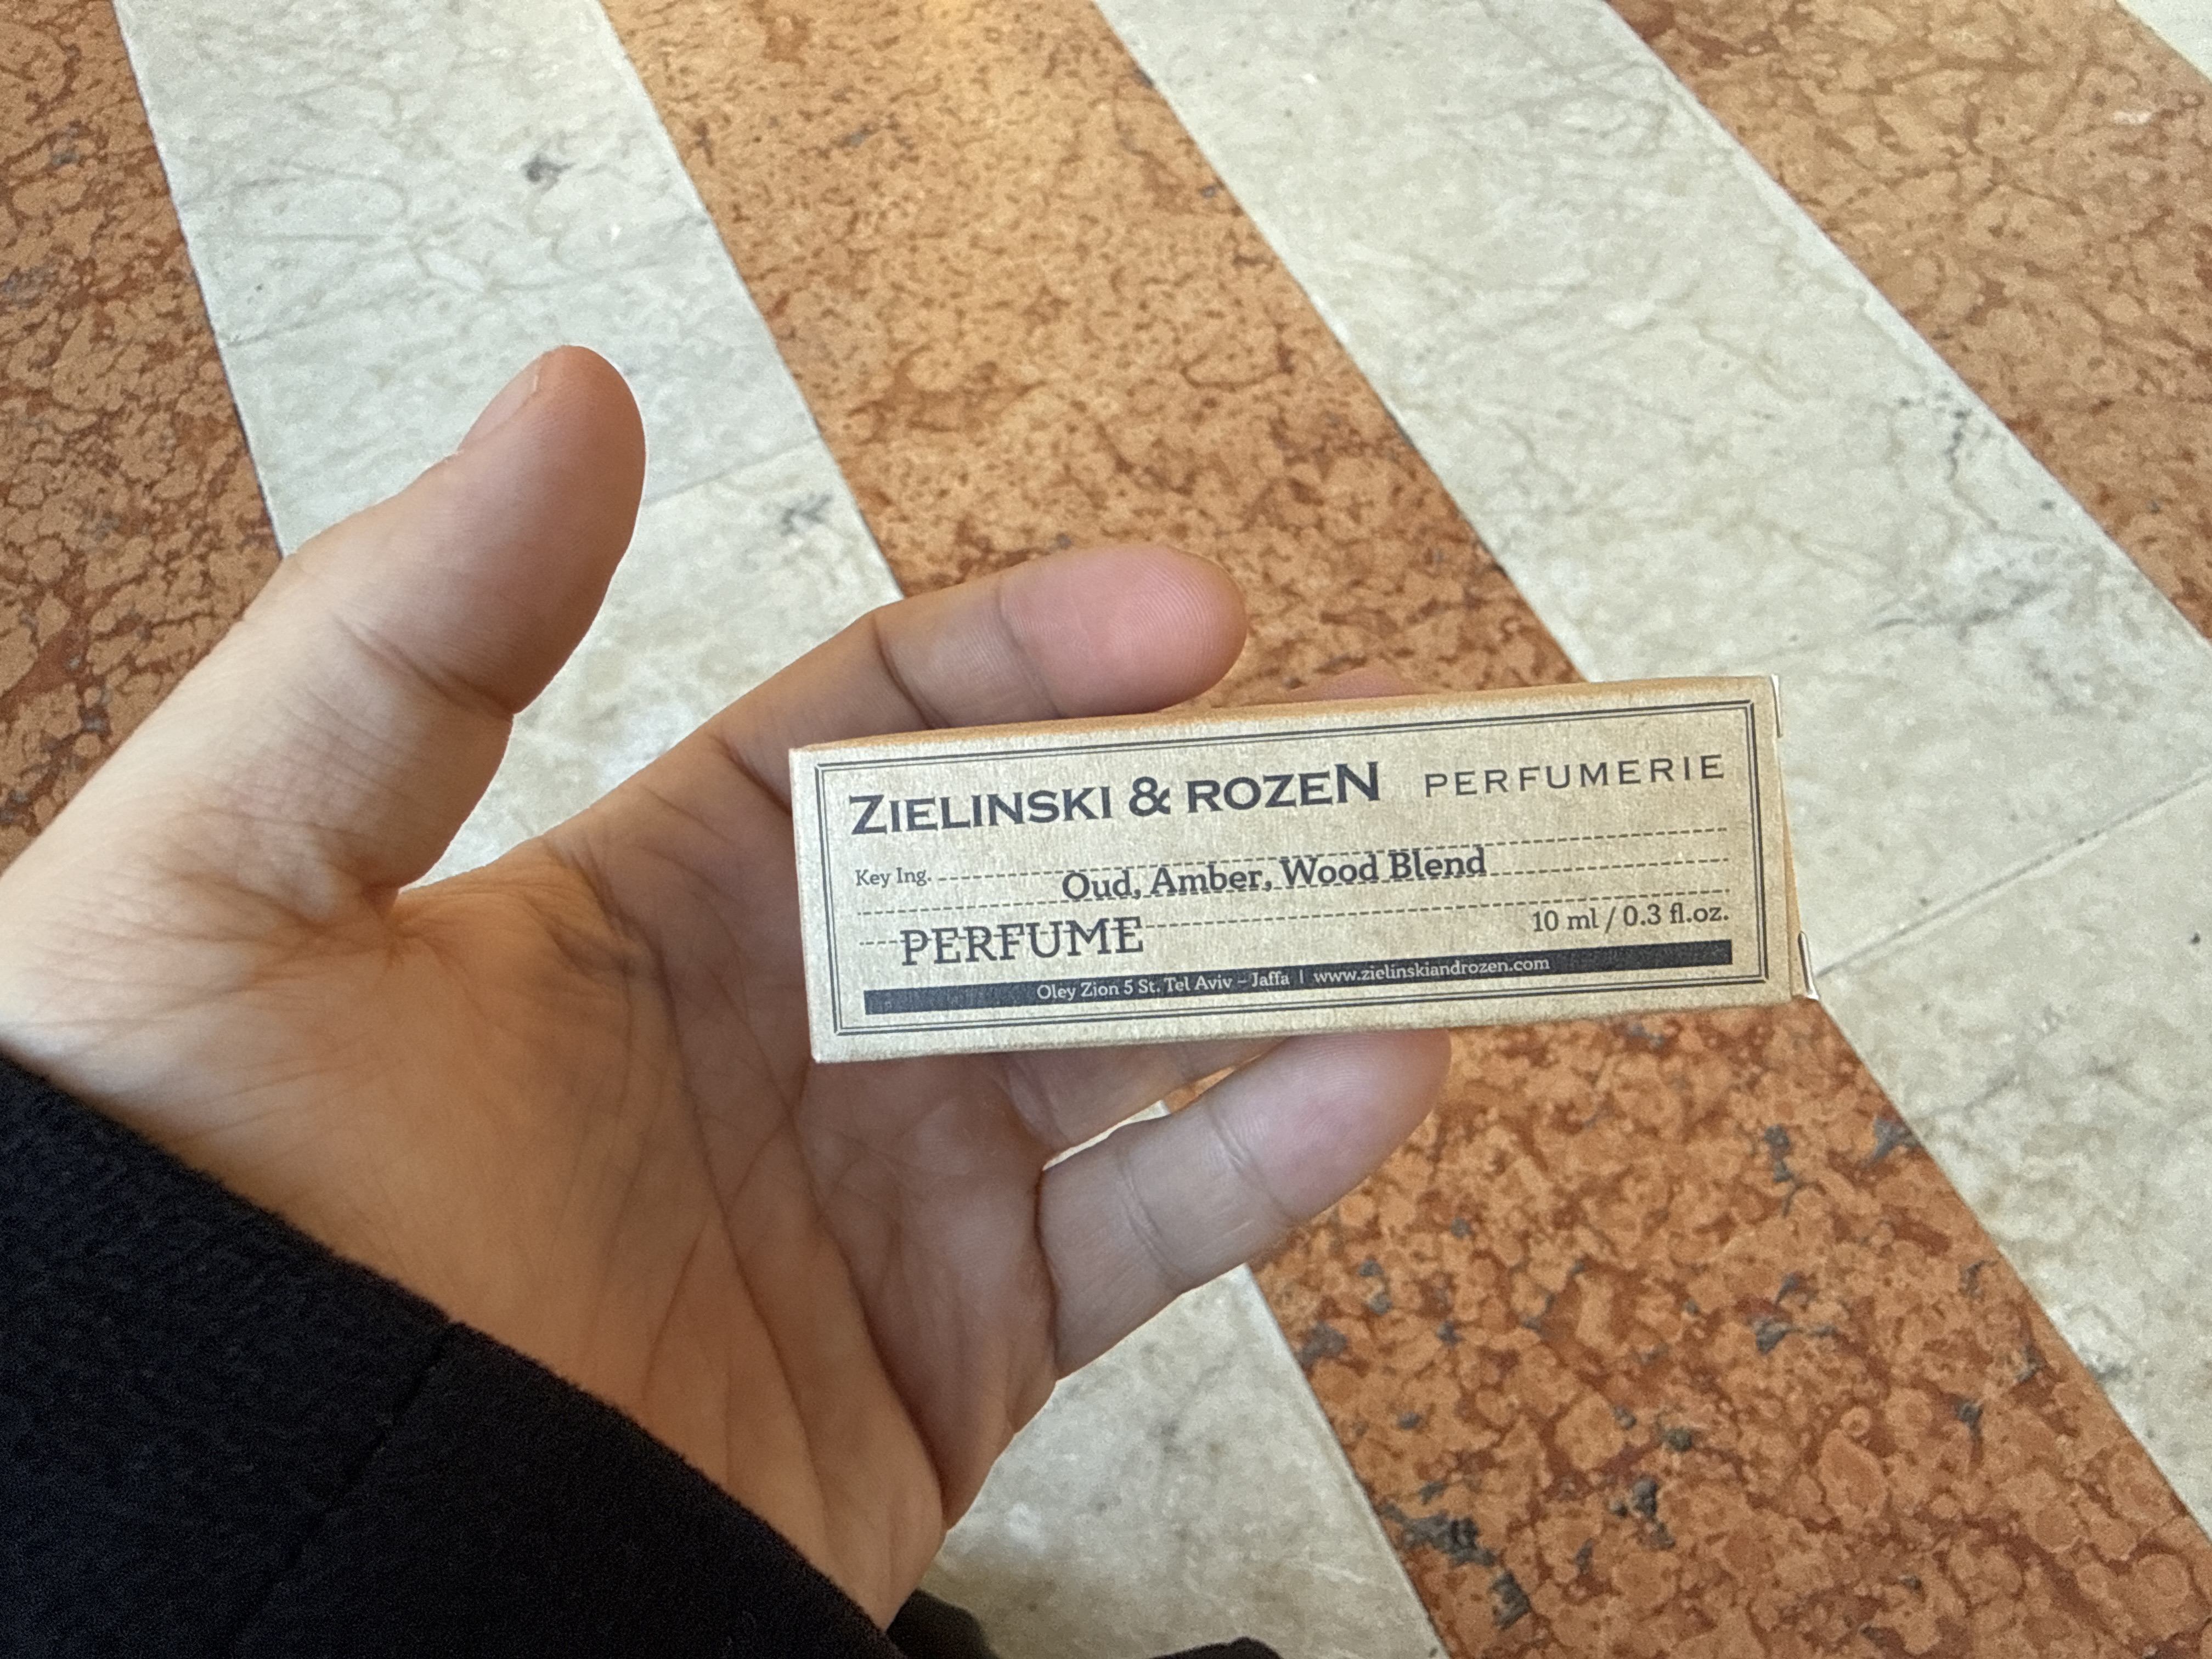 ZIELINSKI & ROZEN PERFUMERIE
Key Ing. Oud, Amber, Wood Blend
PERFUME 10 ml / 0.3 fl.oz.
Oley Zion 5 St. Tel Aviv – Jaffa | www.zielinskiandrozen.com